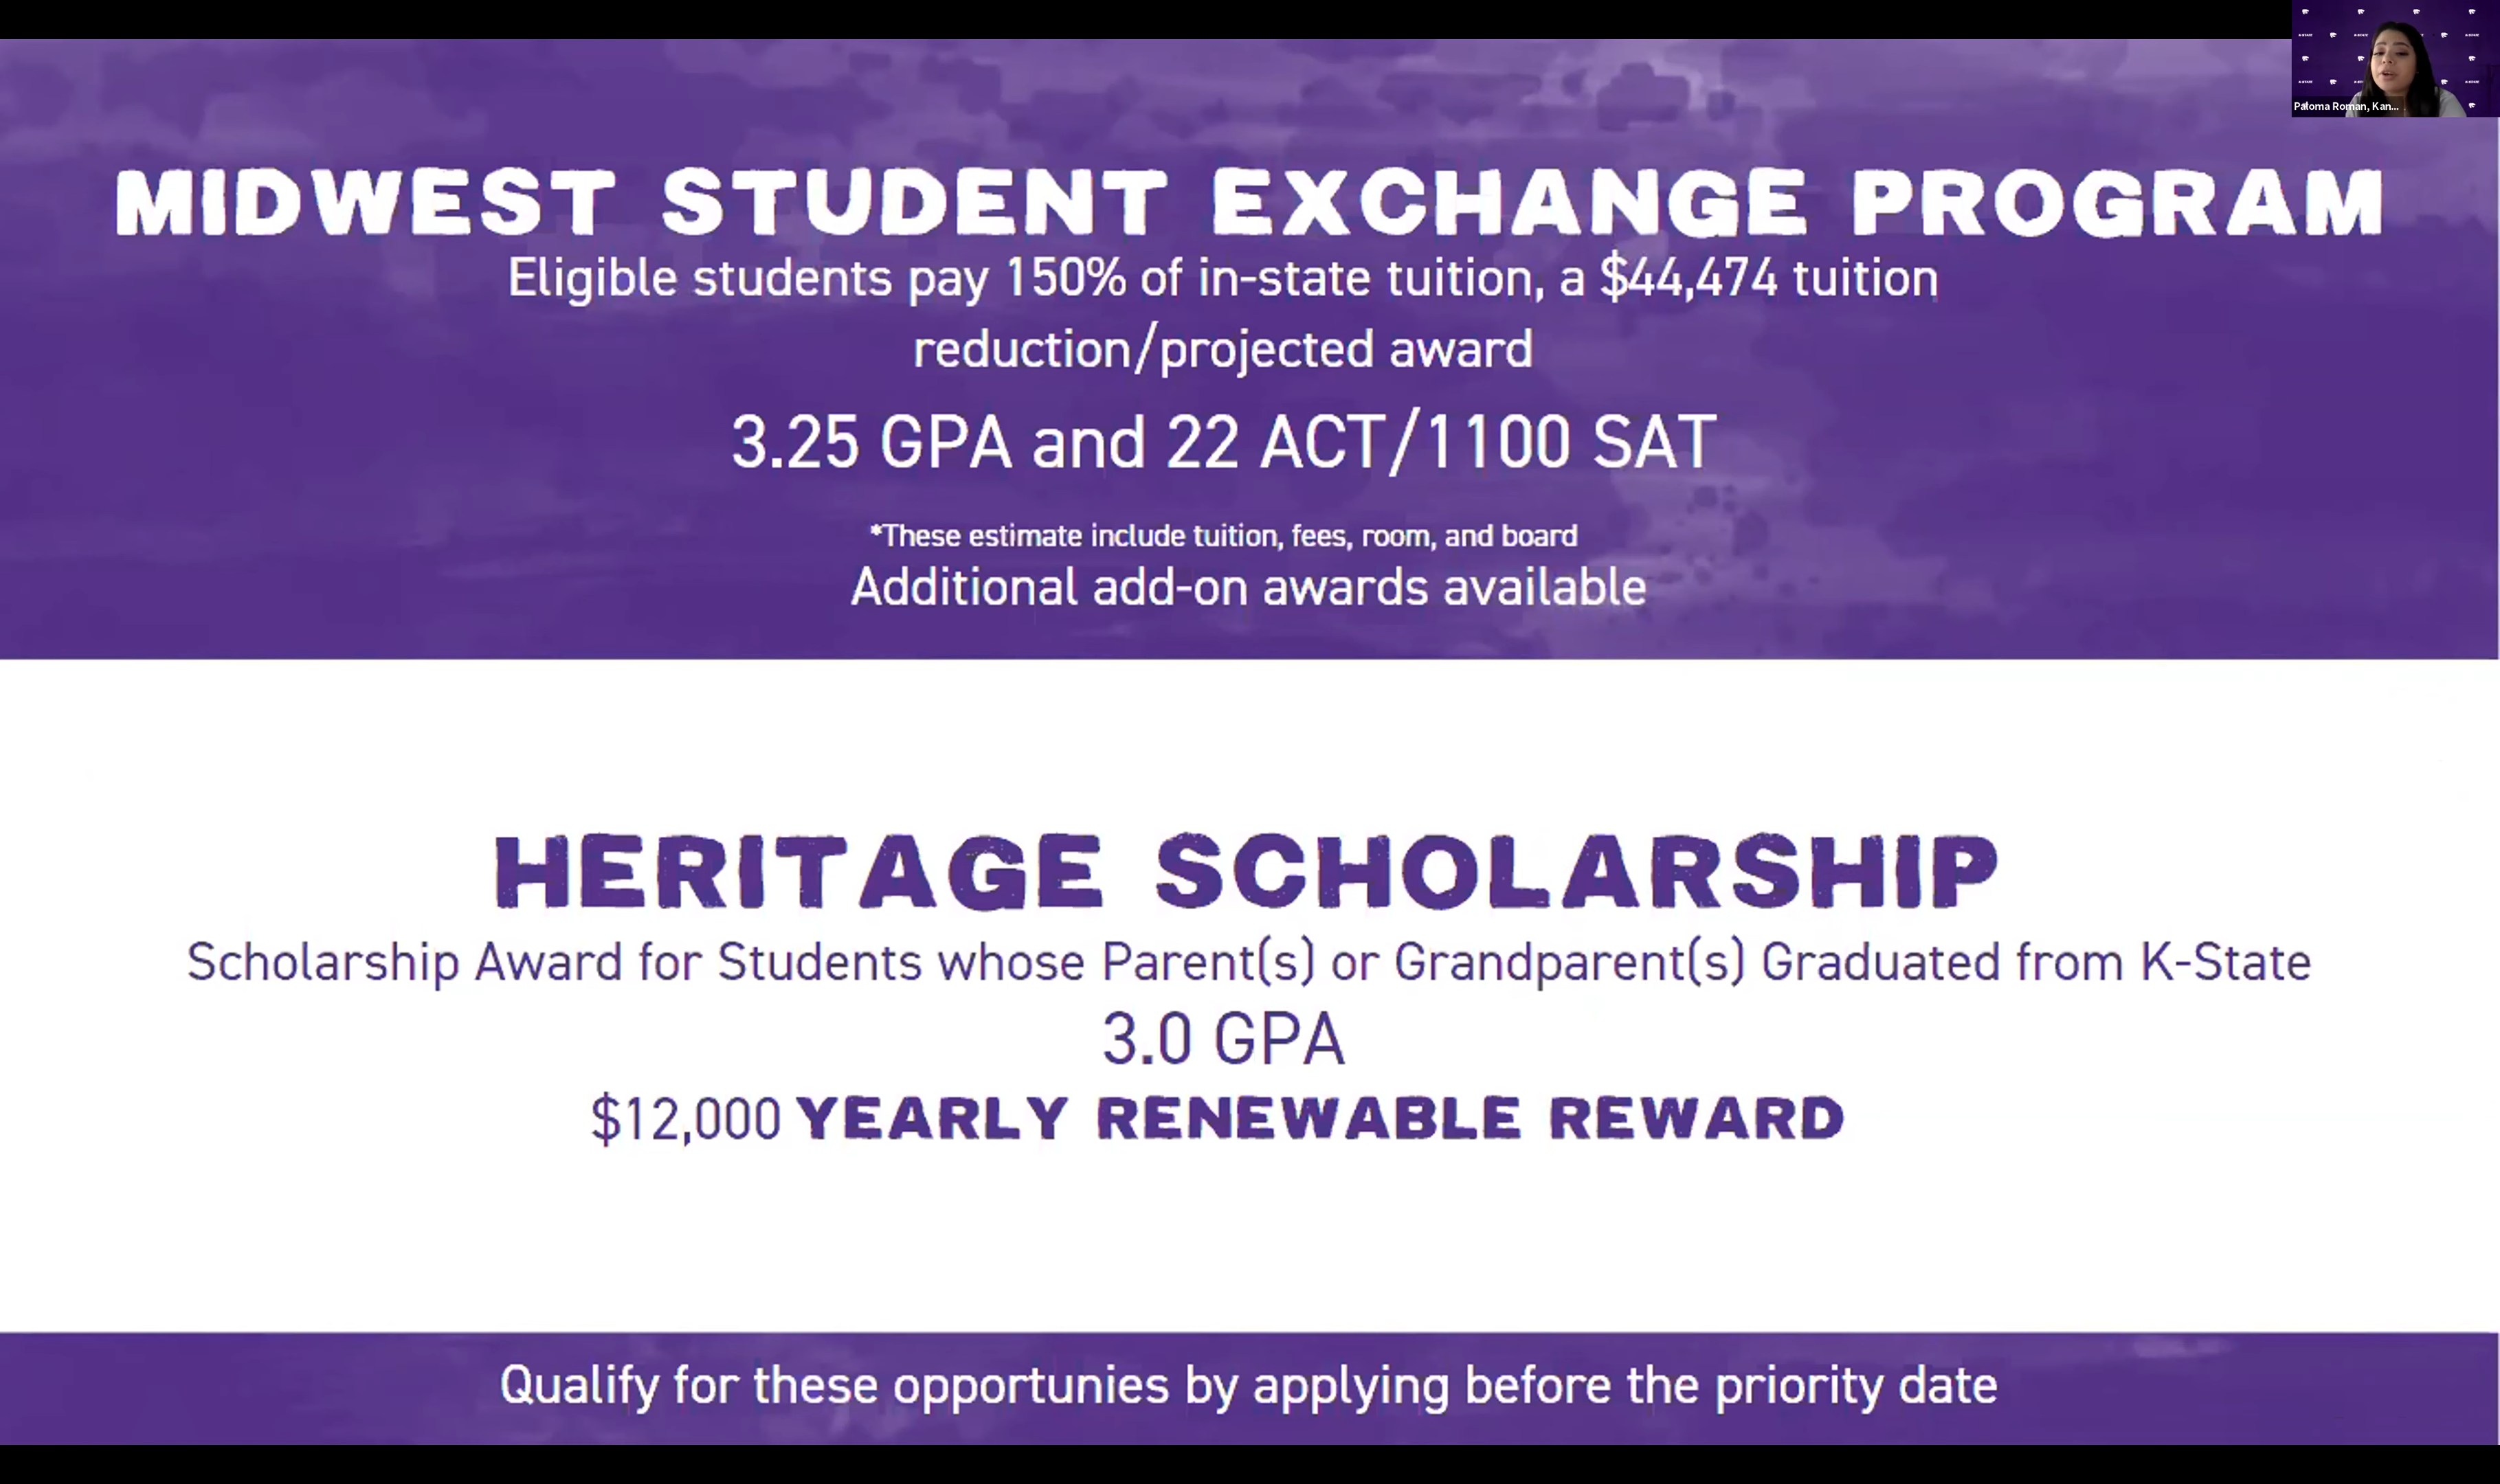 MIDWEST STUDENT EXCHANGE PROGRAM
Eligible students pay 150% of in-state tuition, a $44,474 tuition
reduction/projected award
3.25 GPA and 22 ACT/1100 SAT
*These estimate include tuition, fees, room, and board
Additional add-on awards available
HERITAGE SCHOLARSHIP
Scholarship Award for Students whose Parent(s) or Grandparent(s) Graduated from K-State
3.0 GPA
$12,000 YEARLY RENEWABLE REWARD
Qualify for these opportunies by applying before the priority date
Paloma Roman, Kan...